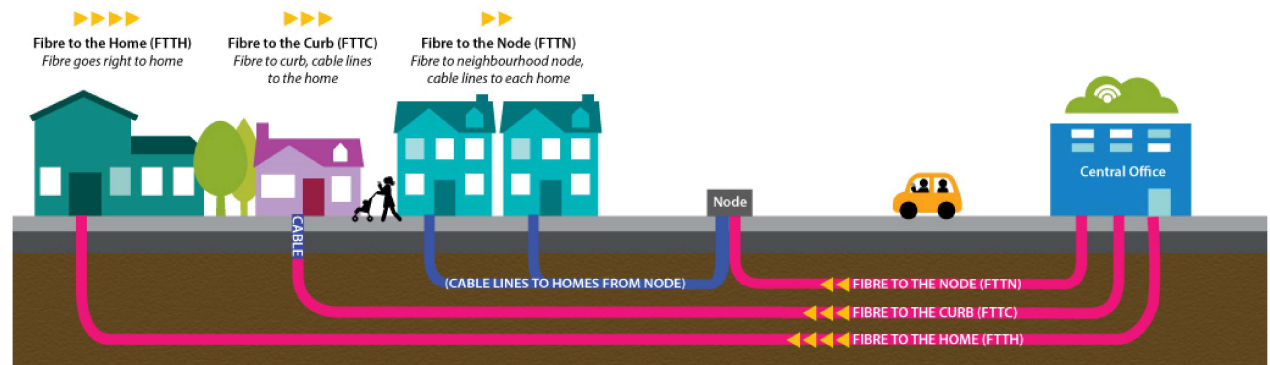 Fibre to the Home (FTTH)
Fibre goes right to home
Fibre to the Curb (FTTC)
Fibre to curb, cable lines
to the home
Fibre to the Node (FTTN)
Fibre to neighbourhood node,
cable lines to each home
Central Office
Node
CABLE
(CABLE LINES TO HOMES FROM NODE)
FIBRE TO THE NODE (FTTN)
FIBRE TO THE CURB (FTTC)
FIBRE TO THE HOME (FTTH)